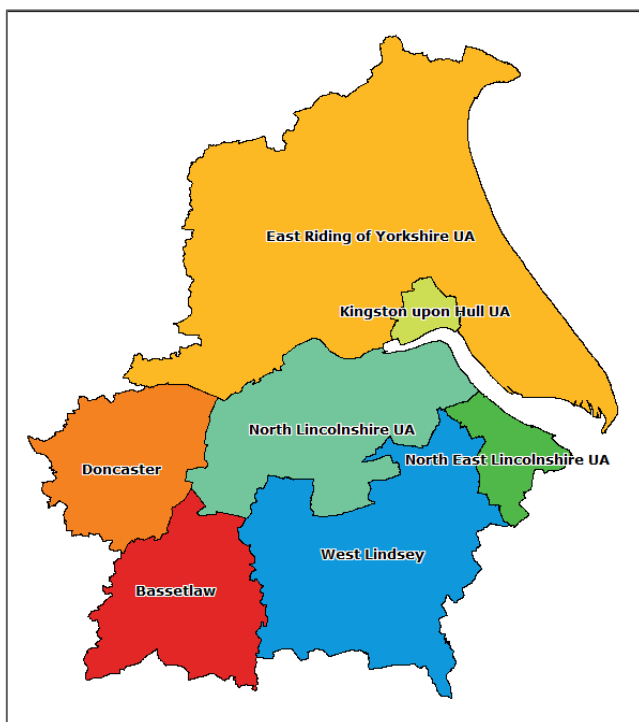 East Riding of Yorkshire UA
Kingston upon Hull UA
North Lincolnshire UA
North East Lincolnshire UA
Doncaster
West Lindsey
Bassetlaw